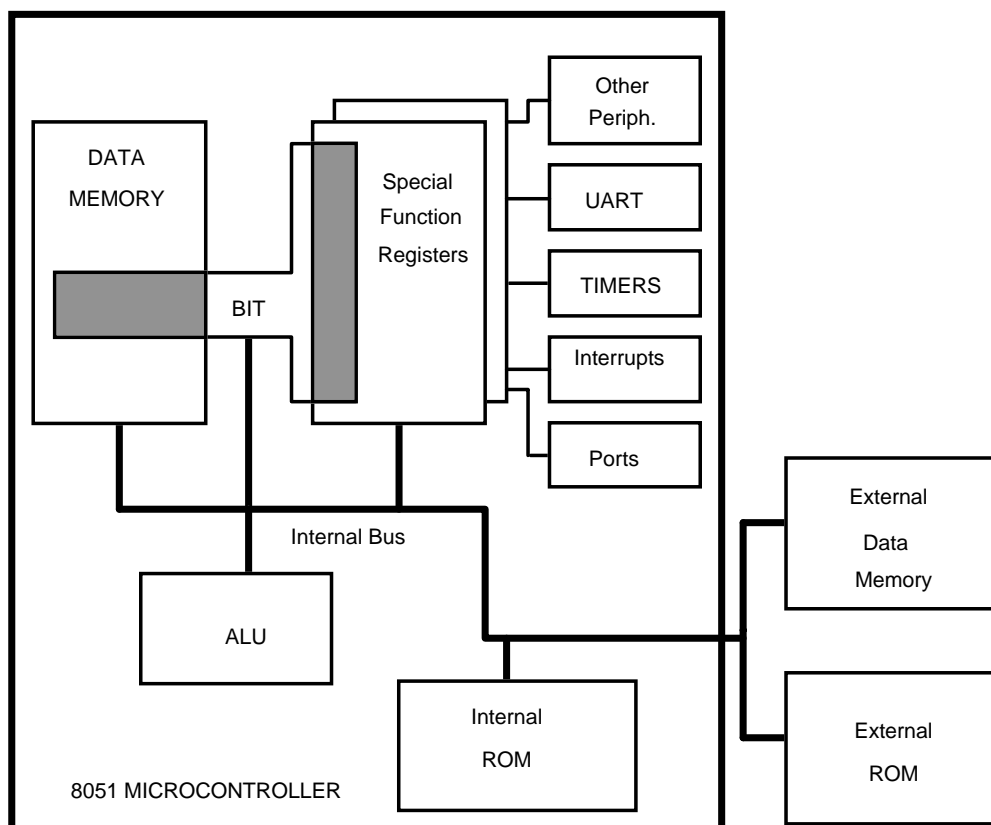 Other
Periph.
DATA
MEMORY
Special
Function
Registers
UART
TIMERS
BIT
Interrupts
Ports
Internal Bus
External
Data
Memory
ALU
Internal
ROM
External
ROM
8051 MICROCONTROLLER